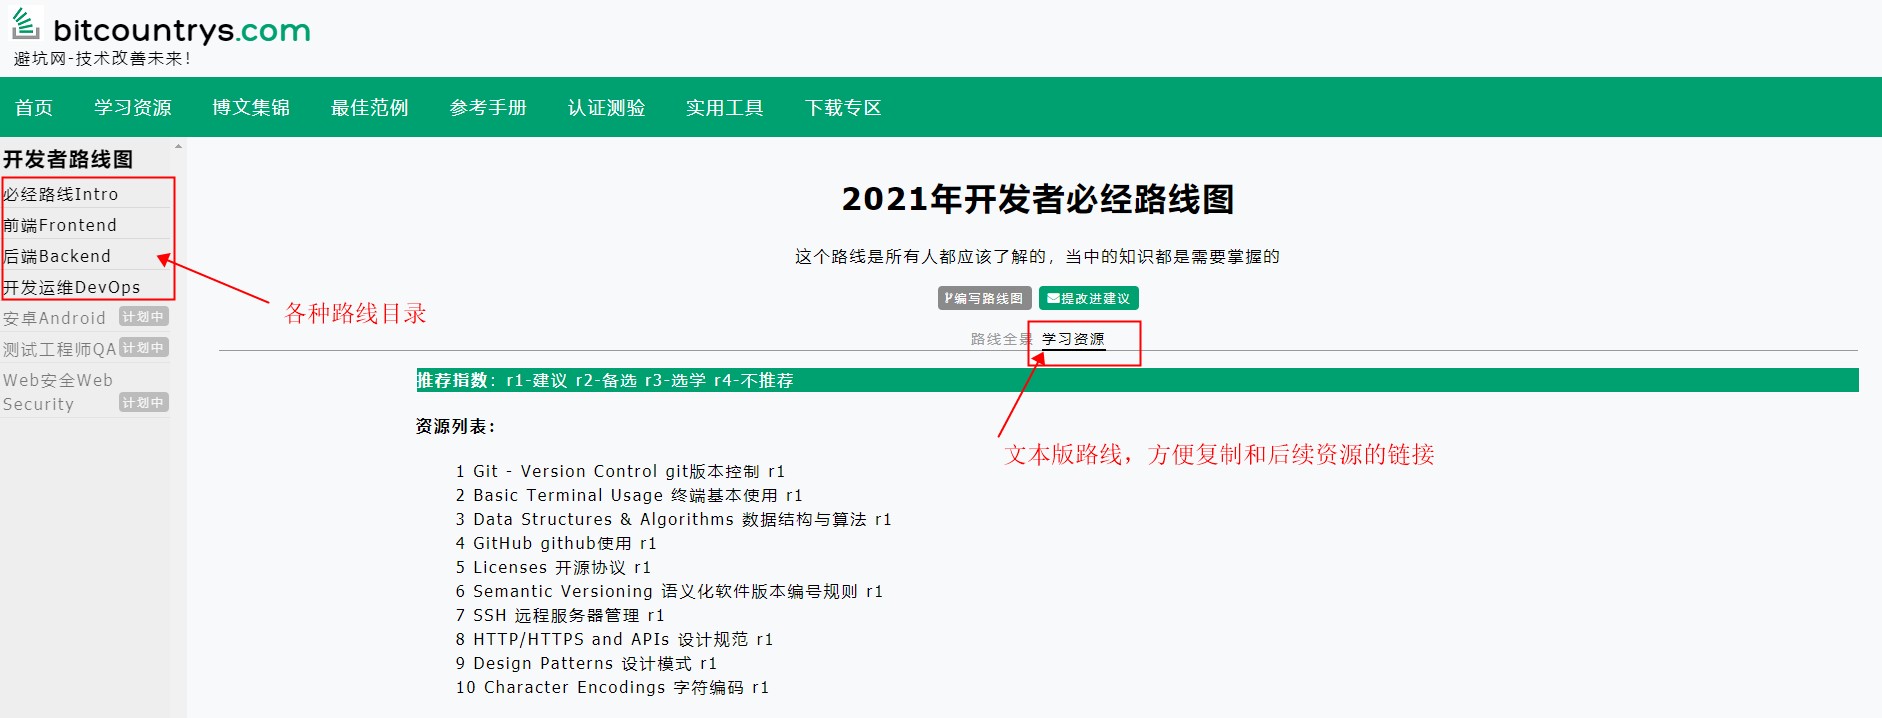 bitcountrys.com
避坑网-技术改善未来!
首页 学习资源 博文集锦 最佳范例 参考手册 认证测验 实用工具 下载专区
开发者路线图
必经路线Intro
前端Frontend
后端Backend
开发运维DevOps
安卓Android 计划中
测试工程师QA 计划中
Web安全Web
Security 计划中
各种路线目录
2021年开发者必经路线图
这个路线是所有人都应该了解的，当中的知识都是需要掌握的
编写路线图 提改进建议
路线全景 学习资源
推荐指数：r1-建议 r2-备选 r3-选学 r4-不推荐
资源列表：
文本版路线，方便复制和后续资源的链接
1 Git - Version Control git版本控制 r1
2 Basic Terminal Usage 终端基本使用 r1
3 Data Structures & Algorithms 数据结构与算法 r1
4 GitHub github使用 r1
5 Licenses 开源协议 r1
6 Semantic Versioning 语义化软件版本编号规则 r1
7 SSH 远程服务器管理 r1
8 HTTP/HTTPS and APIs 设计规范 r1
9 Design Patterns 设计模式 r1
10 Character Encodings 字符编码 r1